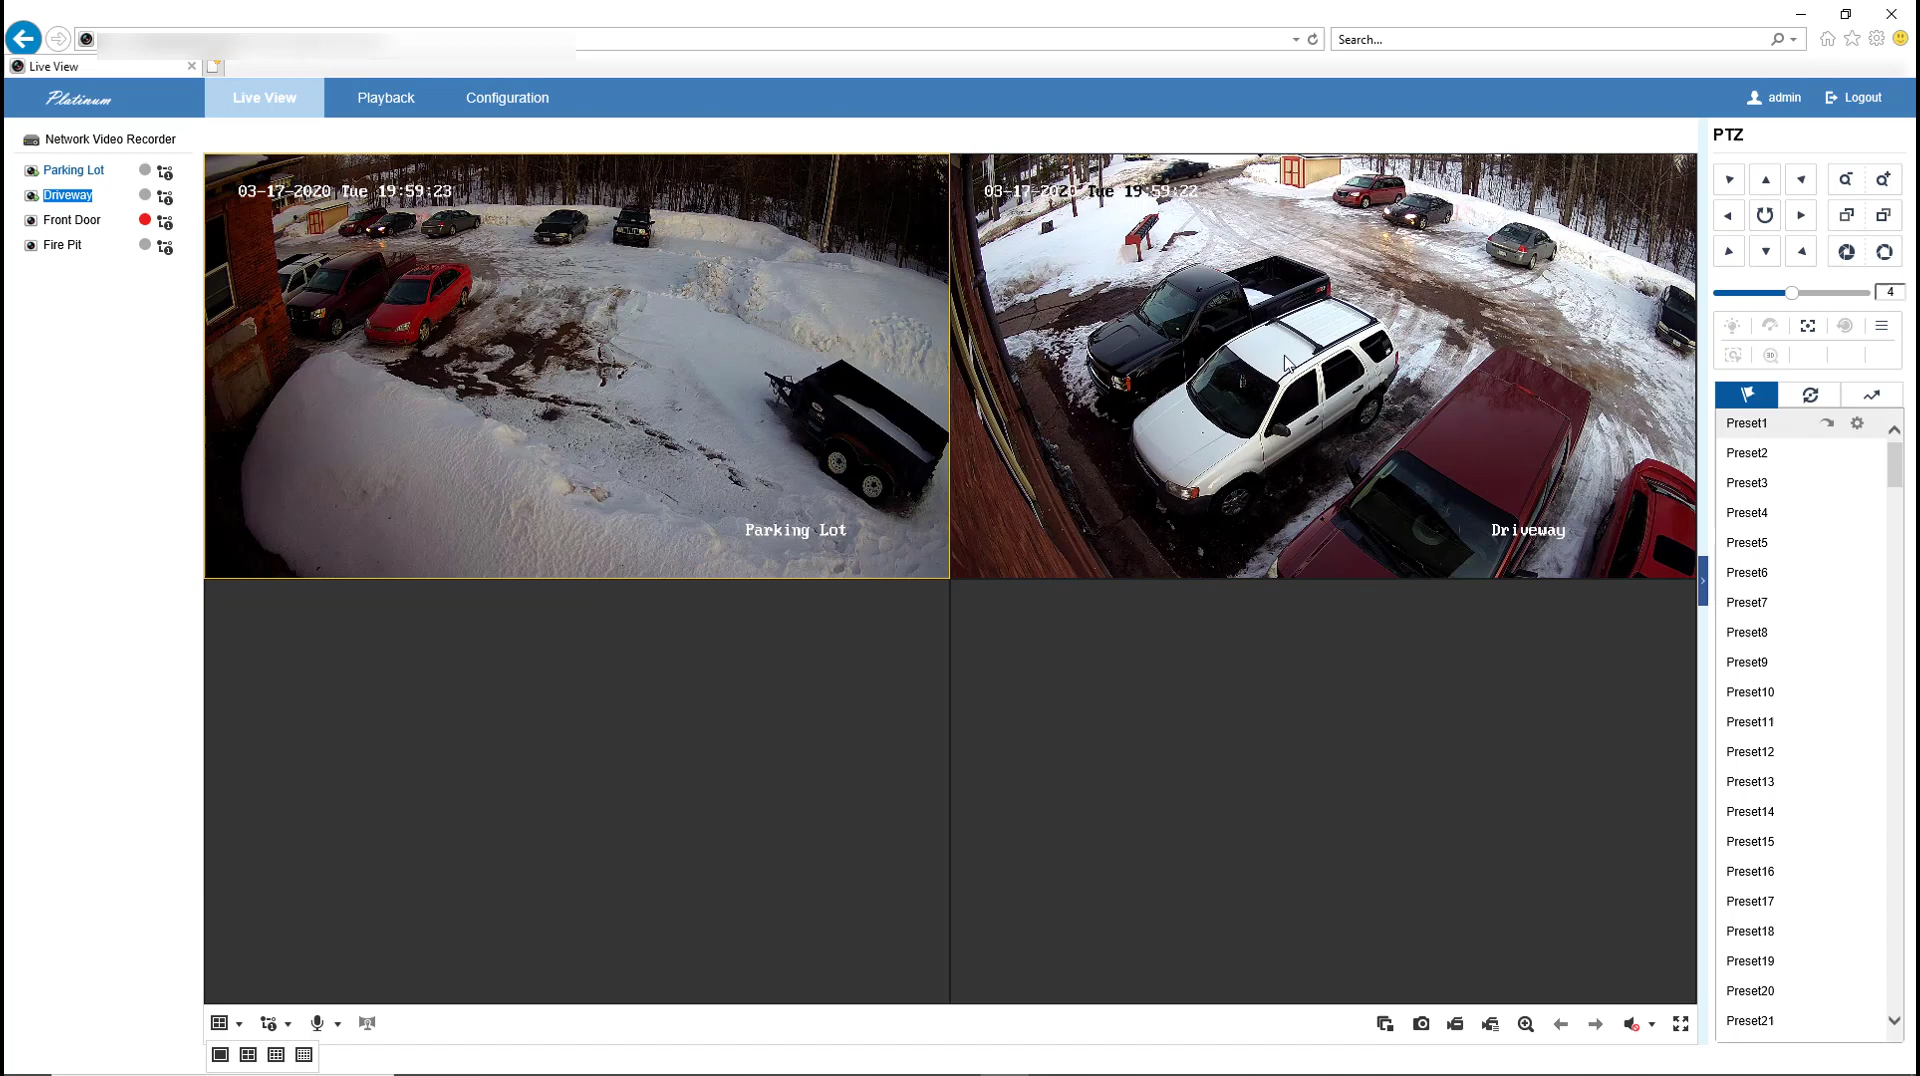 Search...
Live View
Platinum
Live View
Playback
Configuration
admin
Logout
Network Video Recorder
Parking Lot
Driveway
Front Door
Fire Pit
03-17-2020 Tue 19:59:23
Parking Lot
03-17-2020 Tue 19:59:22
Driveway
PTZ
4
3D
Preset1
Preset2
Preset3
Preset4
Preset5
Preset6
Preset7
Preset8
Preset9
Preset10
Preset11
Preset12
Preset13
Preset14
Preset15
Preset16
Preset17
Preset18
Preset19
Preset20
Preset21